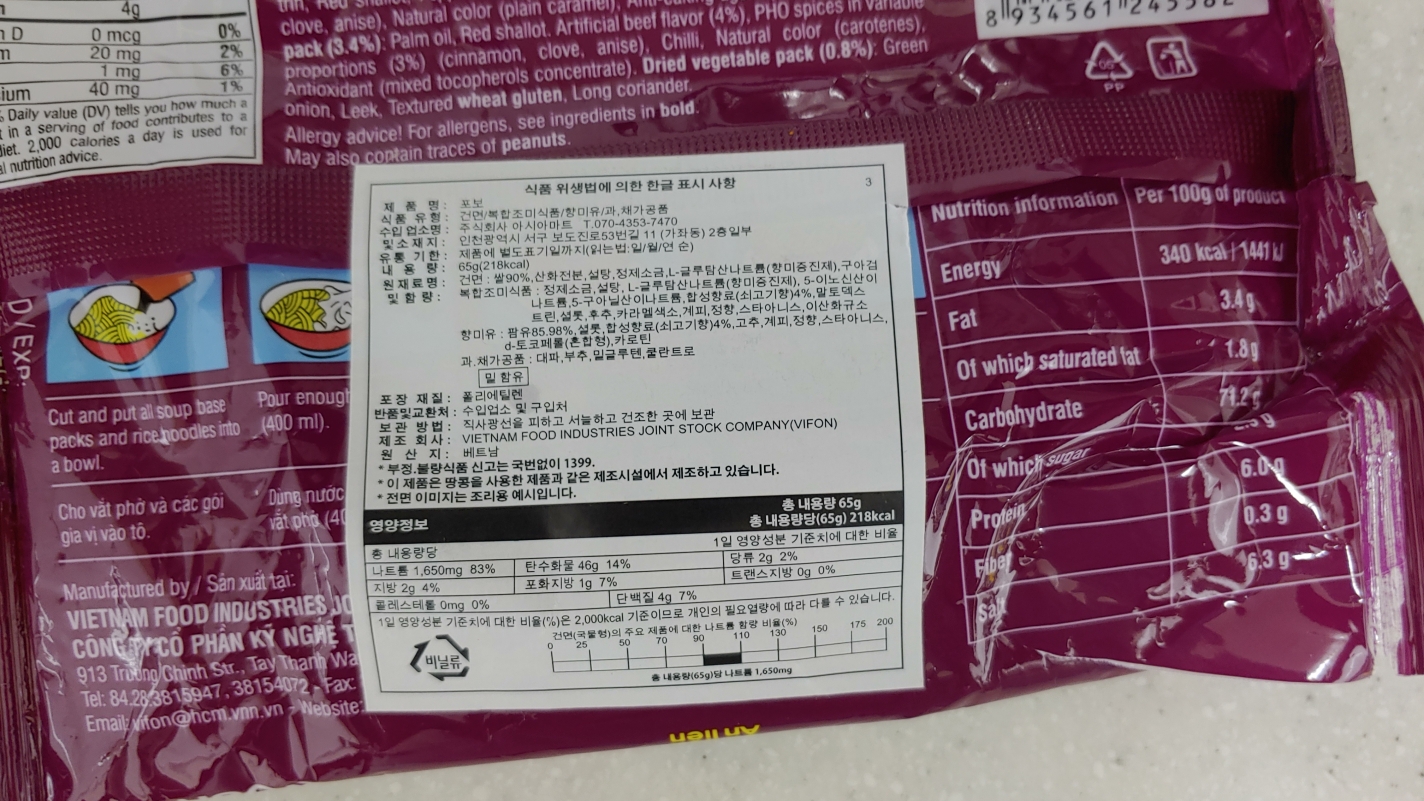 4g
0 mcg 0%
20 mg 2%
1 mg 6%
40 mg 1%
Daily value (DV) tells you how much a
in a serving of food contributes to a
diet. 2,000 calories a day is used for
nutrition advice.
clove, anise), Natural color (plain caramel),
pack (3.4%): Palm oil, Red shallot. Artificial beef flavor (4%), PHO spices in variable
proportions (3%) (cinnamon, clove, anise), Chilli, Natural color (carotenes),
Antioxidant (mixed tocopherols concentrate). Dried vegetable pack (0.8%): Green
onion, Leek, Textured wheat gluten, Long coriander.
Allergy advice! For allergens, see ingredients in bold.
May also contain traces of peanuts.
05
PP
식품 위생법에 의한 한글 표시 사항 3
제 품 명 : 포보
식품 유형 : 건면/복합조미식품/향미유/과,채가공품
수입 업소명 : 주식회사 아시아마트 T.070-4353-7470
및 소 재 지 : 인천광역시 서구 보도진로53번길 11 (가좌동) 2층일부
유통 기한 : 제품에 별도표기일까지(읽는법:일/월/연 순)
내 용 량 : 65g(218kcal)
원 재료 명 : 건면 : 쌀90%,산화전분,설탕,정제소금,L-글루탐산나트륨(향미증진제),구아검
및 함 량 : 복합조미식품 : 정제소금,설탕, L-글루탐산나트륨(향미증진제), 5-이노신산이
나트륨,5-구아닐산이나트륨,합성향료(쇠고기향)4%,말토덱스
트린,설롯,후추,카라멜색소,계피,정향,스타아니스,이산화규소
향미유 : 팜유85.98%,설롯,합성향료(쇠고기향)4%,고추,계피,정향,스타아니스,
d-토코페롤(혼합형),카로틴
과.채가공품 : 대파,부추,밀글루텐,쿨란트로
밀 함유
포장 재질 : 폴리에틸렌
반품및교환처 : 수입업소 및 구입처
보관 방법 : 직사광선을 피하고 서늘하고 건조한 곳에 보관
제조 회사 : VIETNAM FOOD INDUSTRIES JOINT STOCK COMPANY(VIFON)
원 산 지 : 베트남
* 부정.불량식품 신고는 국번없이 1399.
* 이 제품은 땅콩을 사용한 제품과 같은 제조시설에서 제조하고 있습니다.
* 전면 이미지는 조리용 예시입니다.
영양정보
총 내용량 65g
총 내용량당(65g) 218kcal
총 내용량당 1일 영양성분 기준치에 대한 비율
나트륨 1,650mg 83% 탄수화물 46g 14% 당류 2g 2%
지방 2g 4% 포화지방 1g 7% 트랜스지방 0g 0%
콜레스테롤 0mg 0% 단백질 4g 7%
1일 영양성분 기준치에 대한 비율(%)은 2,000kcal 기준이므로 개인의 필요열량에 따라 다를 수 있습니다.
건면(국물형)의 주요 제품에 대한 나트륨 함량 비율(%)
0 25 50 70 90 110 130 150 175 200
총 내용량(65g)당 나트륨 1,650mg
비닐류
Nutrition information Per 100g of product
Energy 340 kcal 1441 kJ
Fat 3.4g
Of which saturated fat 1.8g
Carbohydrate 71.2g
Of which sugar
Protein 6.0 g
Fiber 0.3 g
Salt 6.3 g
D/EXP:
Cut and put all soup base
packs and rice noodles into
a bowl.
Pour enough
(400 ml).
Cho vắt phở và các gói
gia vị vào tô.
Dùng nước
vắt phở (40
Manufactured by / Sản xuất tại:
VIETNAM FOOD INDUSTRIES JO
CÔNG TY CỔ PHẦN KỸ NGHỆ T
913 Trường Chinh Str., Tay Thanh Wa
Tel: 84.28.3815947, 38154072 - Fax:
Email: vifon@hcm.vnn.vn - Website:
Ăn liền